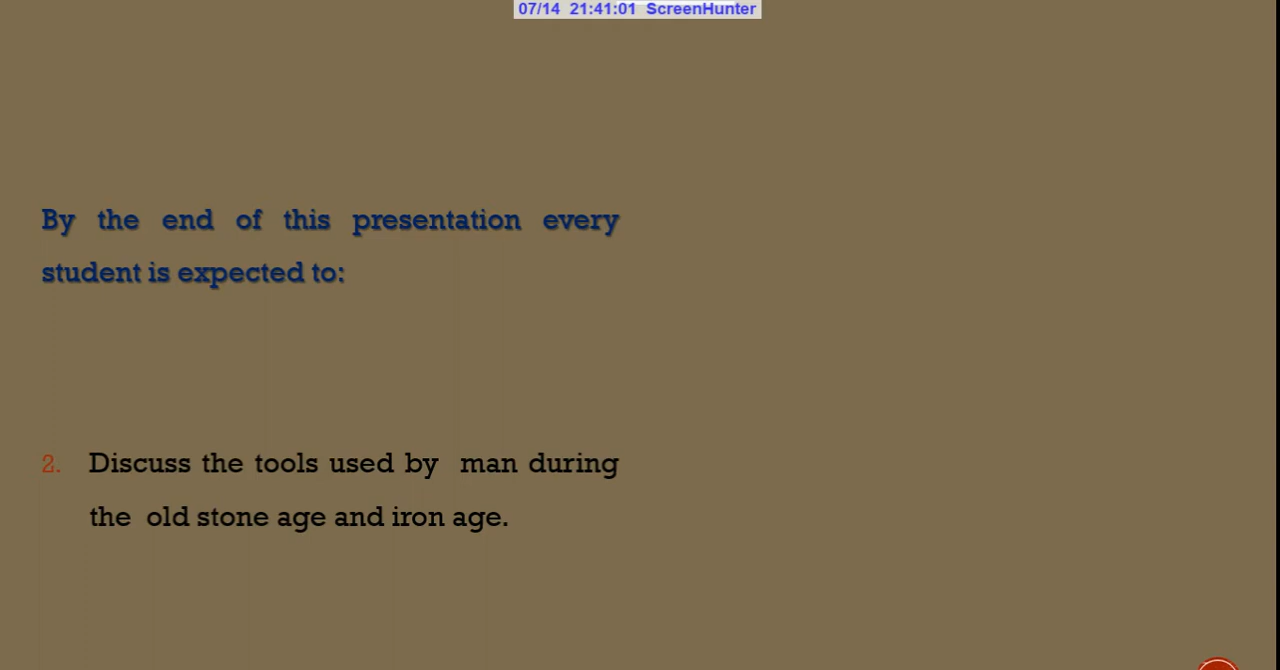 07/14 21:41:01 ScreenHunter
By the end of this presentation every
student is expected to:
2. Discuss the tools used by man during
the old stone age and iron age.